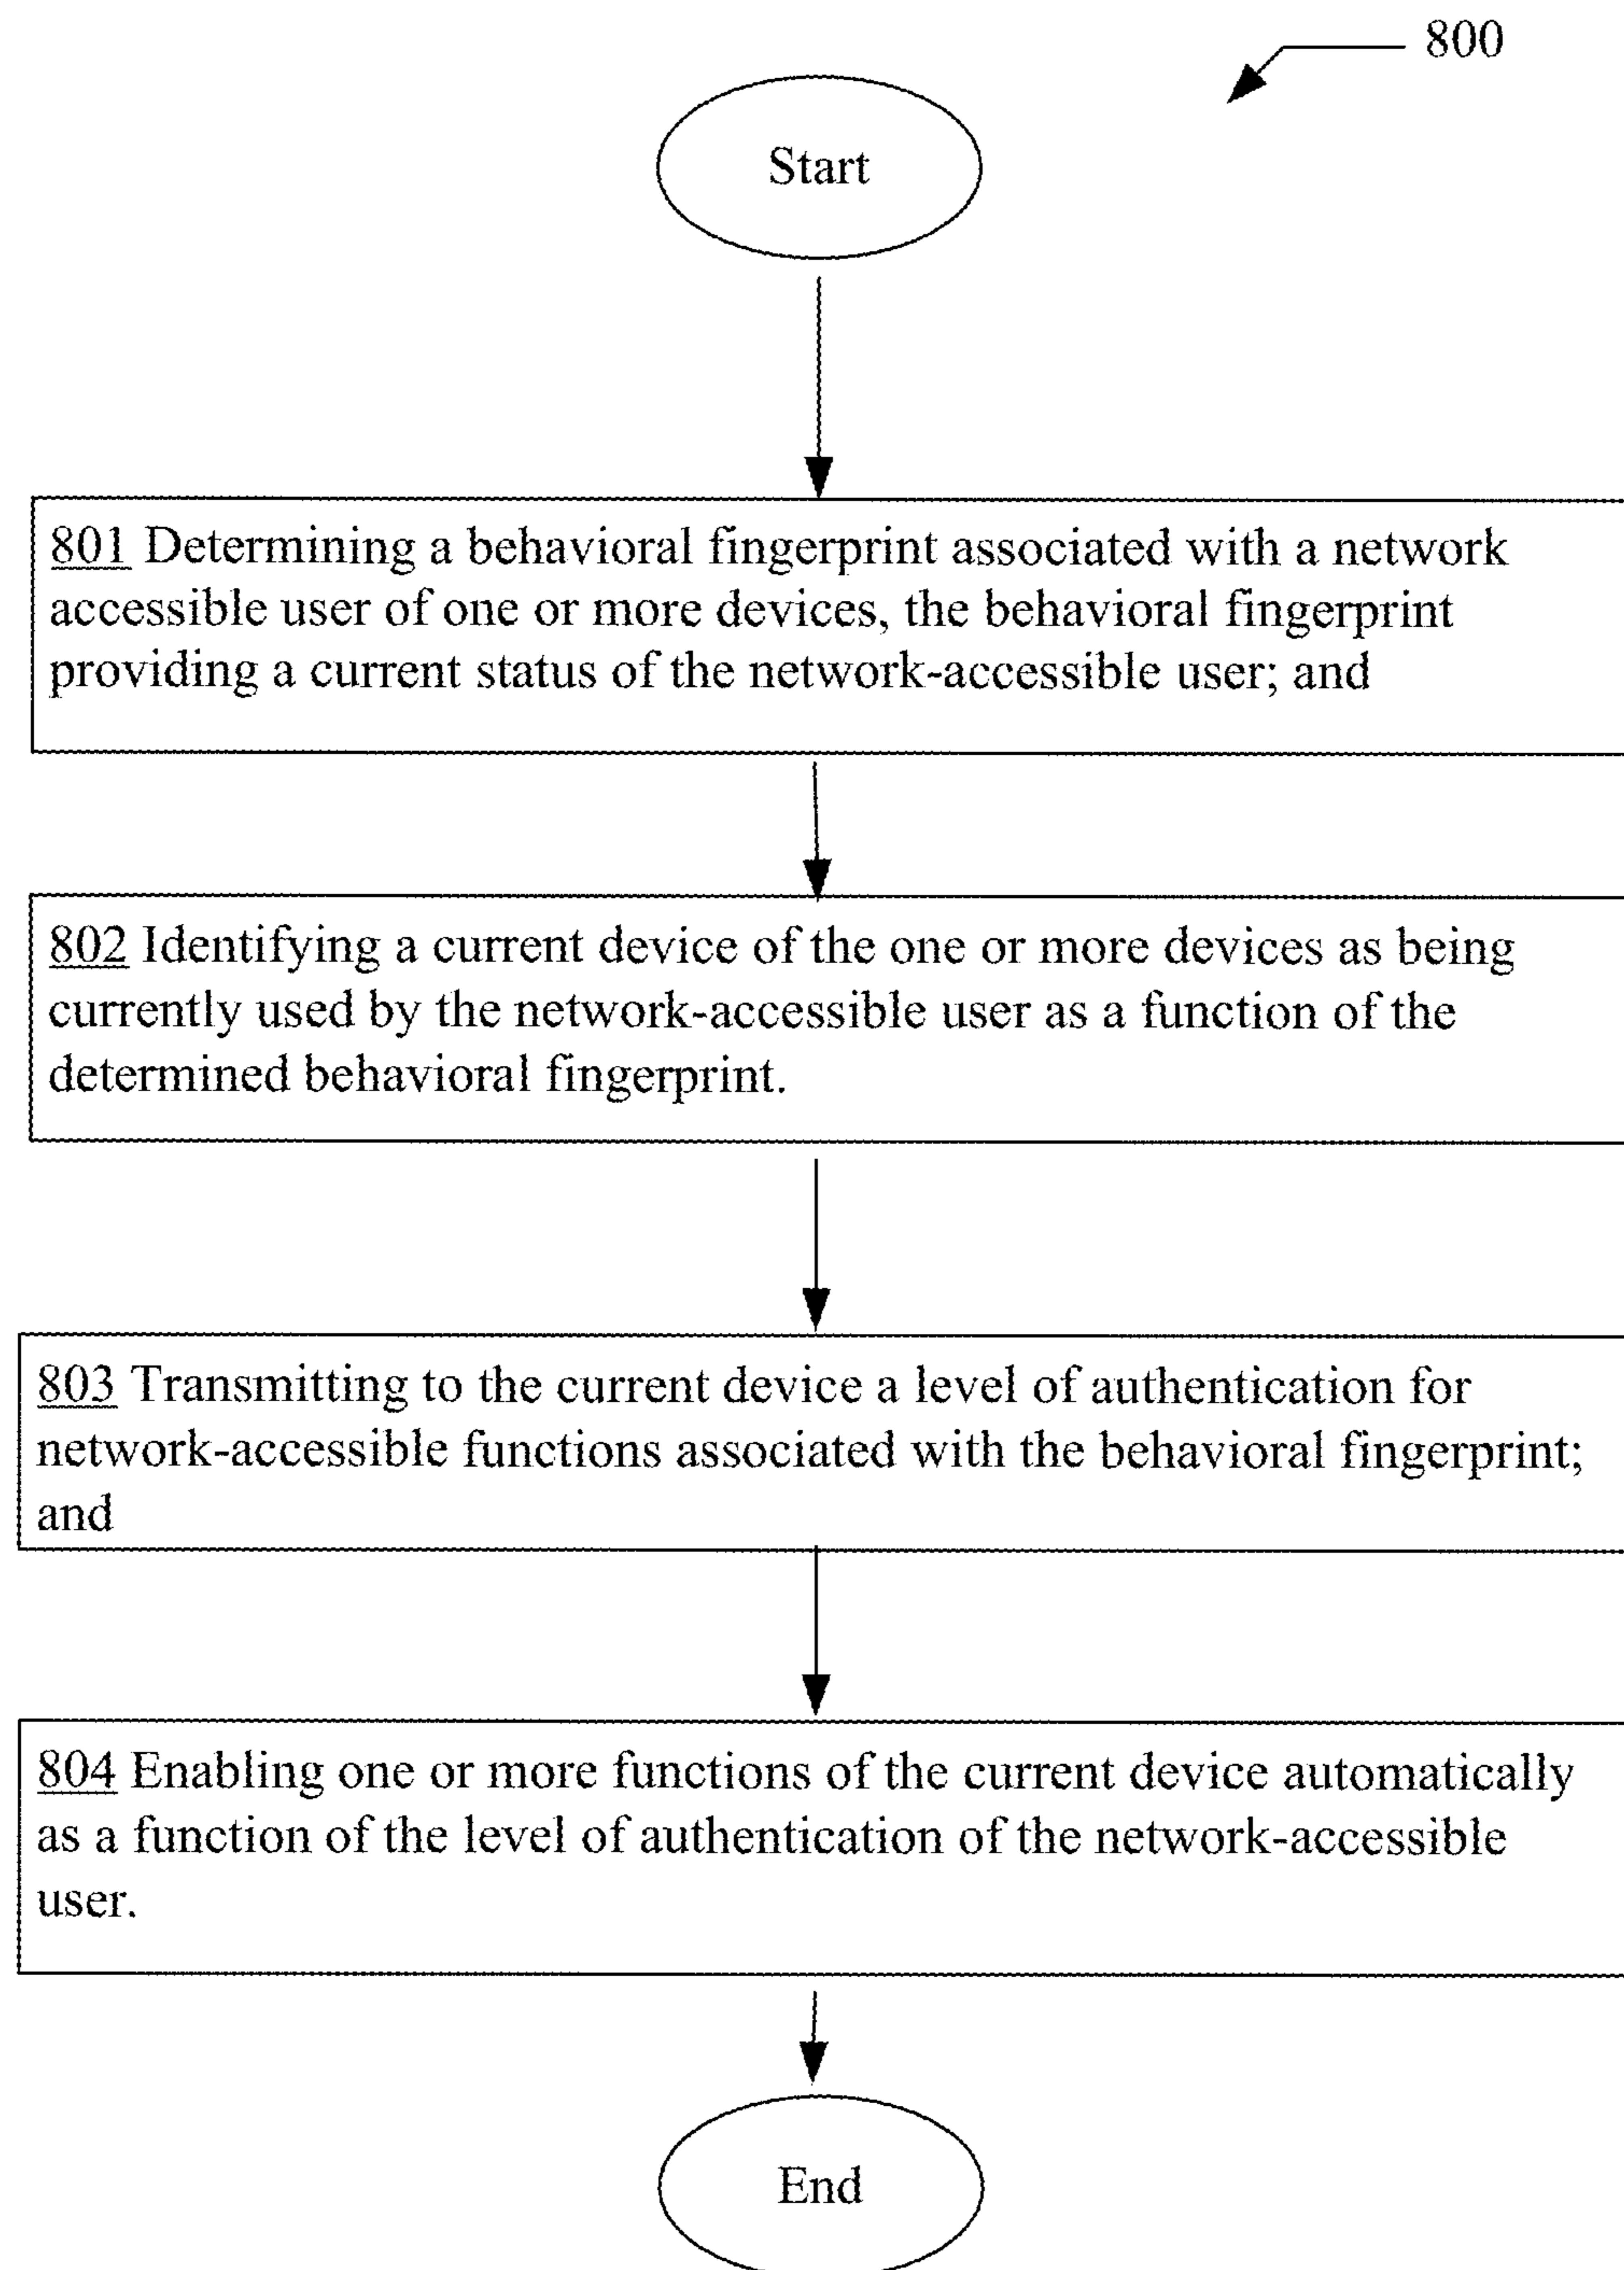 800
Start
801 Determining a behavioral fingerprint associated with a network
accessible user of one or more devices, the behavioral fingerprint
providing a current status of the network-accessible user; and
802 Identifying a current device of the one or more devices as being
currently used by the network-accessible user as a function of the
determined behavioral fingerprint.
803 Transmitting to the current device a level of authentication for
network-accessible functions associated with the behavioral fingerprint;
and
804 Enabling one or more functions of the current device automatically
as a function of the level of authentication of the network-accessible
user.
End